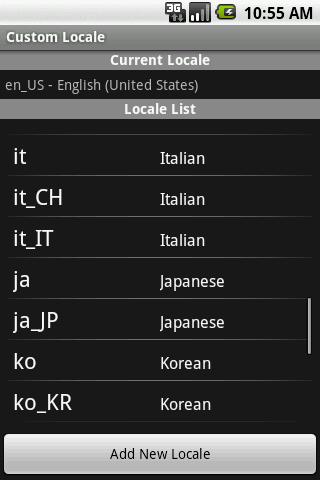 3G 10:55 AM
Custom Locale
Current Locale
en_US - English (United States)
Locale List
it Italian
it_CH Italian
it_IT Italian
ja Japanese
ja_JP Japanese
ko Korean
ko_KR Korean
Add New Locale